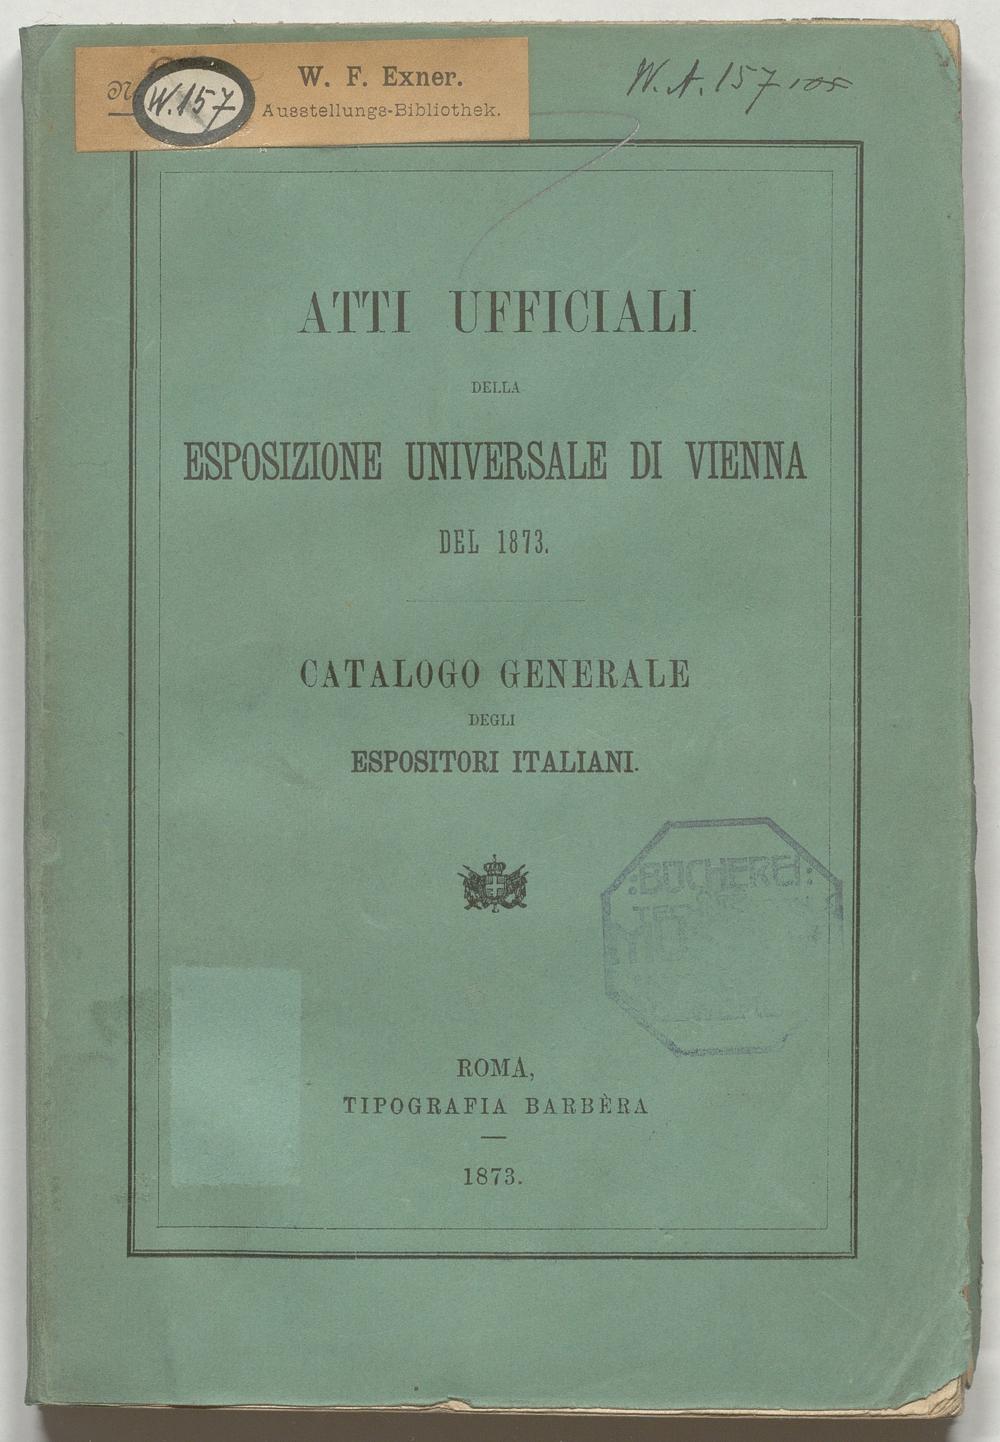 W. F. Exner.
Ausstellungs-Bibliothek.
W.157
W. A. 157
ATTI UFFICIALI
DELLA
ESPOSIZIONE UNIVERSALE DI VIENNA
DEL 1873.
CATALOGO GENERALE
DEGLI
ESPOSITORI ITALIANI.
BÜCHEREI
ROMA,
TIPOGRAFIA BARBÈRA
1873.